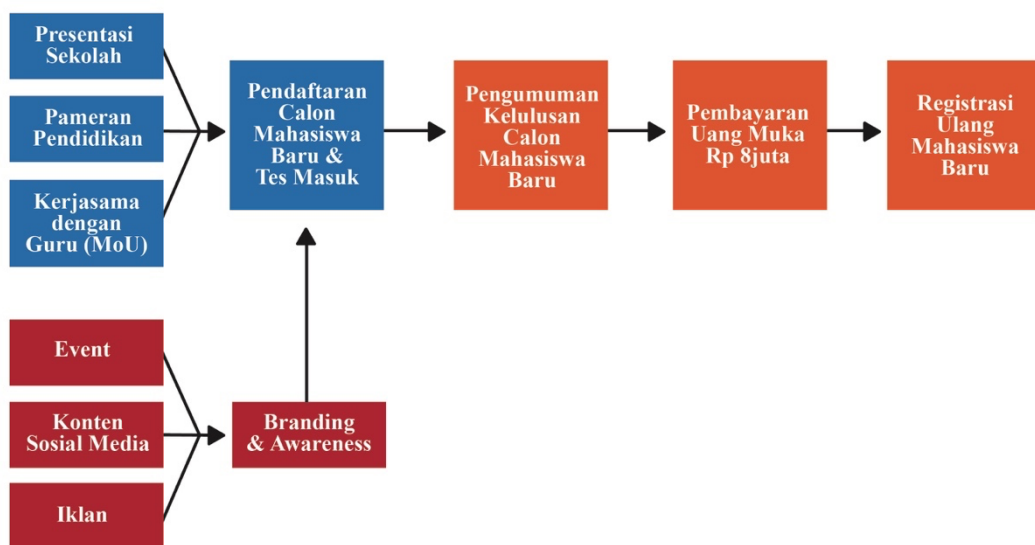 Presentasi
Sekolah
Pameran
Pendidikan
Kerjasama
dengan
Guru (MoU)
Pendaftaran
Calon
Mahasiswa
Baru &
Tes Masuk
Pengumuman
Kelulusan
Calon
Mahasiswa
Baru
Pembayaran
Uang Muka
Rp 8juta
Registrasi
Ulang
Mahasiswa
Baru
Event
Konten
Sosial Media
Iklan
Branding
& Awareness